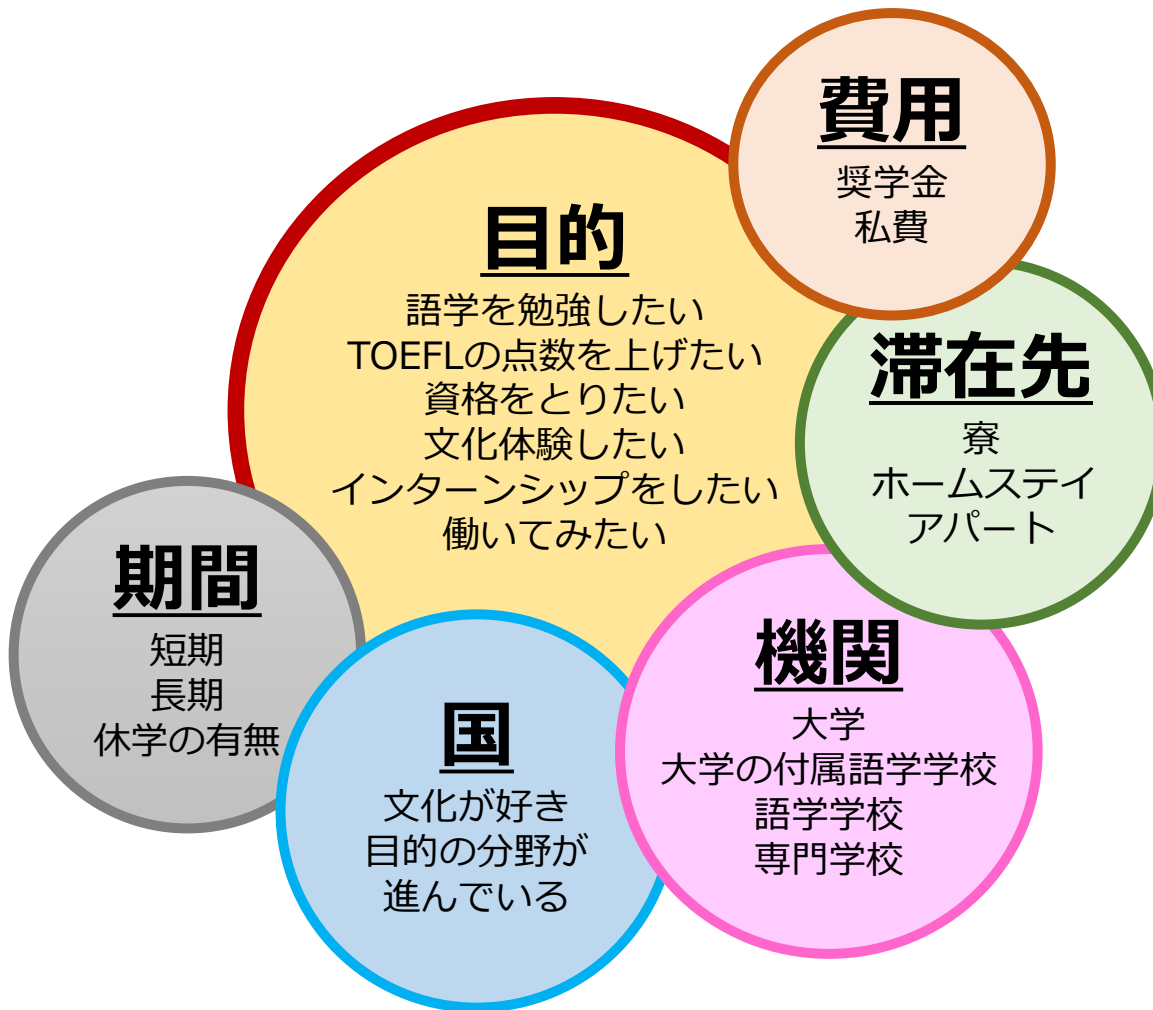 費用
奨学金
私費
目的
語学を勉強したい
TOEFLの点数を上げたい
資格をとりたい
文化体験したい
インターンシップをしたい
働いてみたい
滞在先
寮
ホームステイ
アパート
期間
短期
長期
休学の有無
国
文化が好き
目的の分野が
進んでいる
機関
大学
大学の付属語学学校
語学学校
専門学校